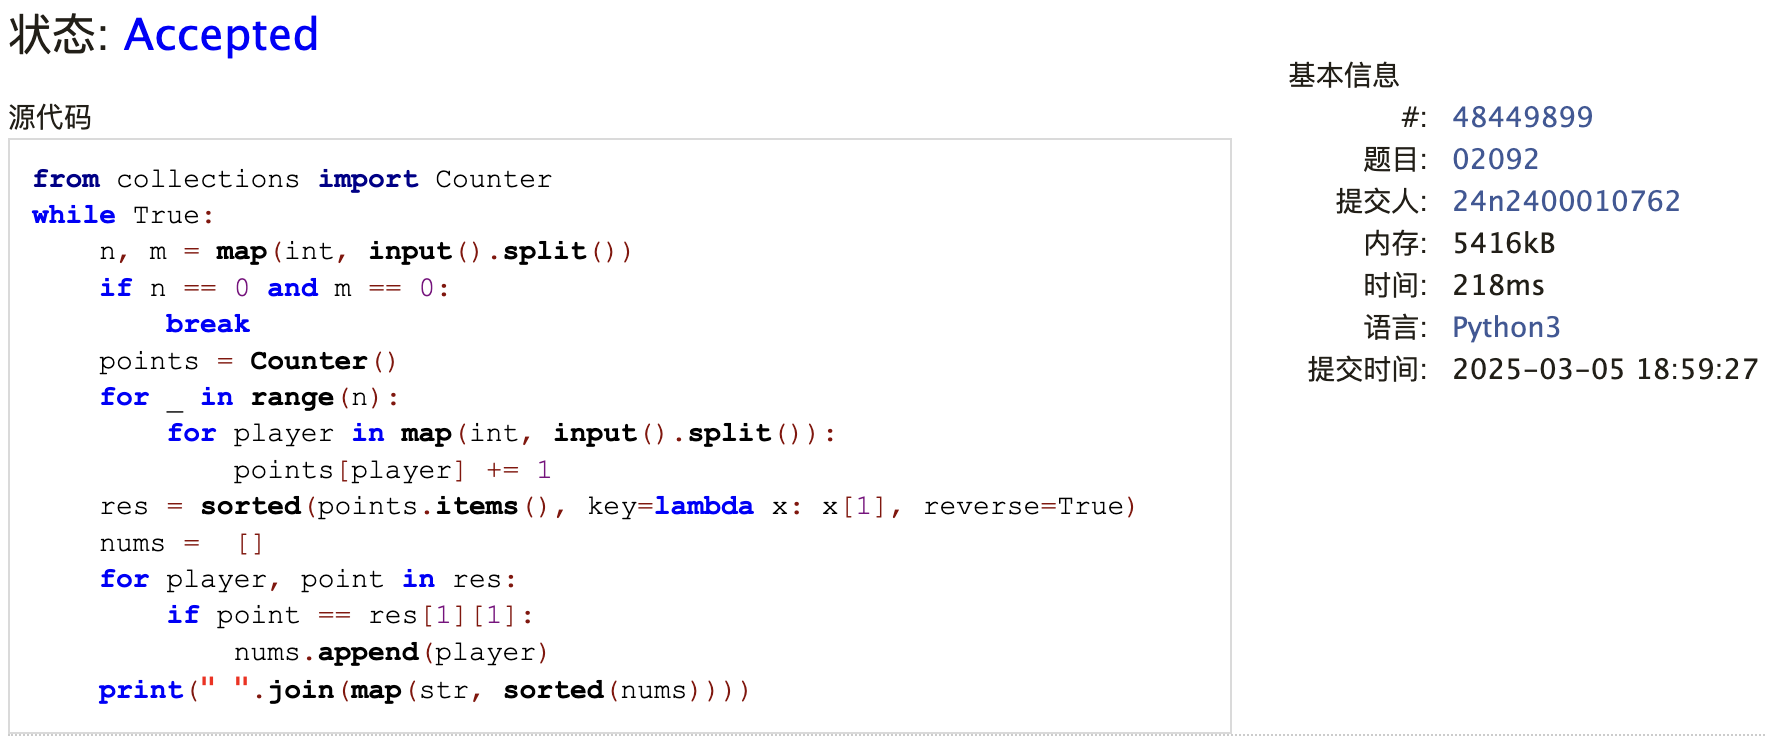 状态: Accepted
源代码
from collections import Counter
while True:
    n, m = map(int, input().split())
    if n == 0 and m == 0:
        break
    points = Counter()
    for _ in range(n):
        for player in map(int, input().split()):
            points[player] += 1
    res = sorted(points.items(), key=lambda x: x[1], reverse=True)
    nums =  []
    for player, point in res:
        if point == res[1][1]:
            nums.append(player)
    print(" ".join(map(str, sorted(nums))))
基本信息
#: 48449899
题目: 02092
提交人: 24n2400010762
内存: 5416kB
时间: 218ms
语言: Python3
提交时间: 2025-03-05 18:59:27